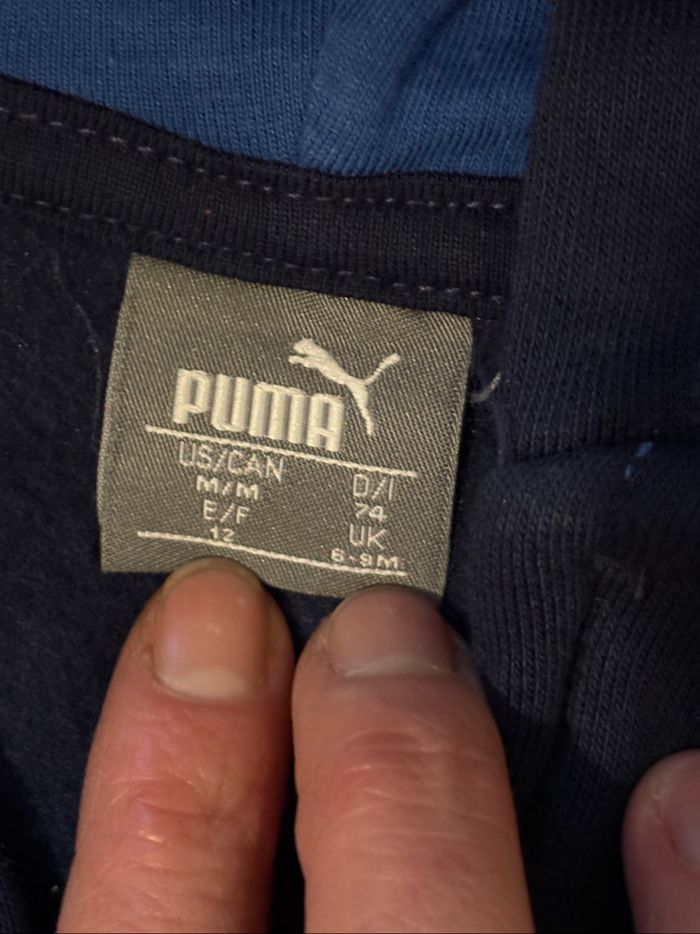 PUMA
US/CAN D/I
M/M 74
E/F UK
12 6-9M